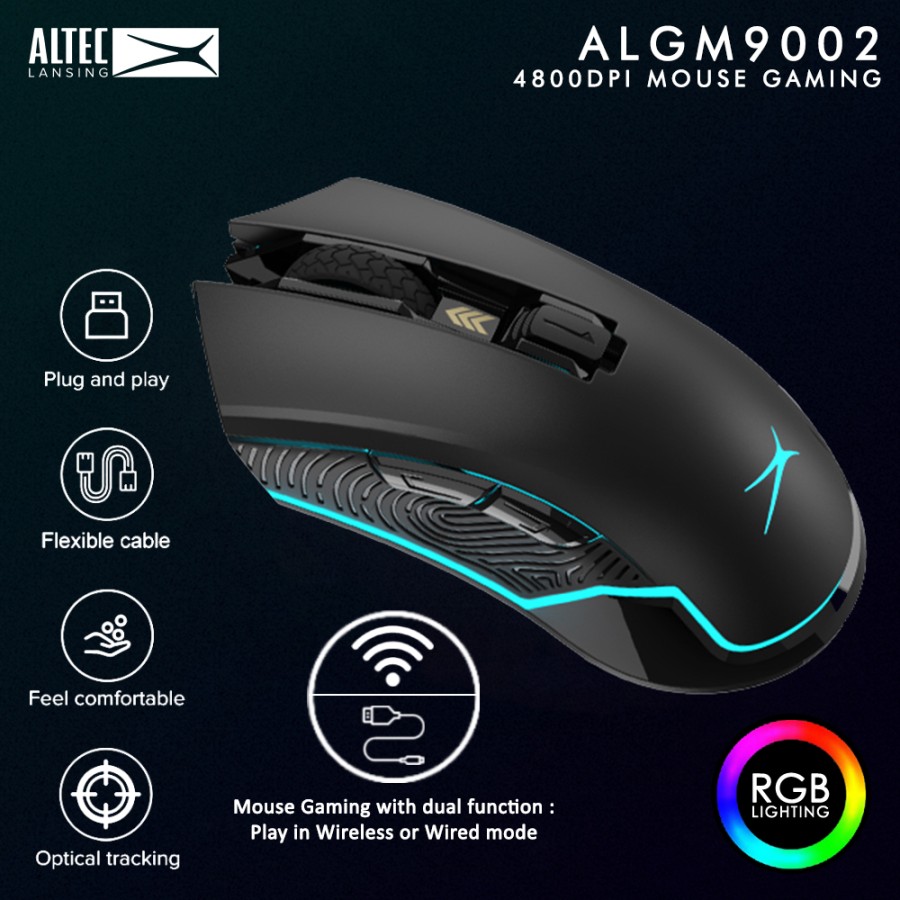 ALTEC
LANSING
ALGM9002
4800DPI MOUSE GAMING
Plug and play
Flexible cable
Feel comfortable
Optical tracking
Mouse Gaming with dual function :
Play in Wireless or Wired mode
RGB
LIGHTING